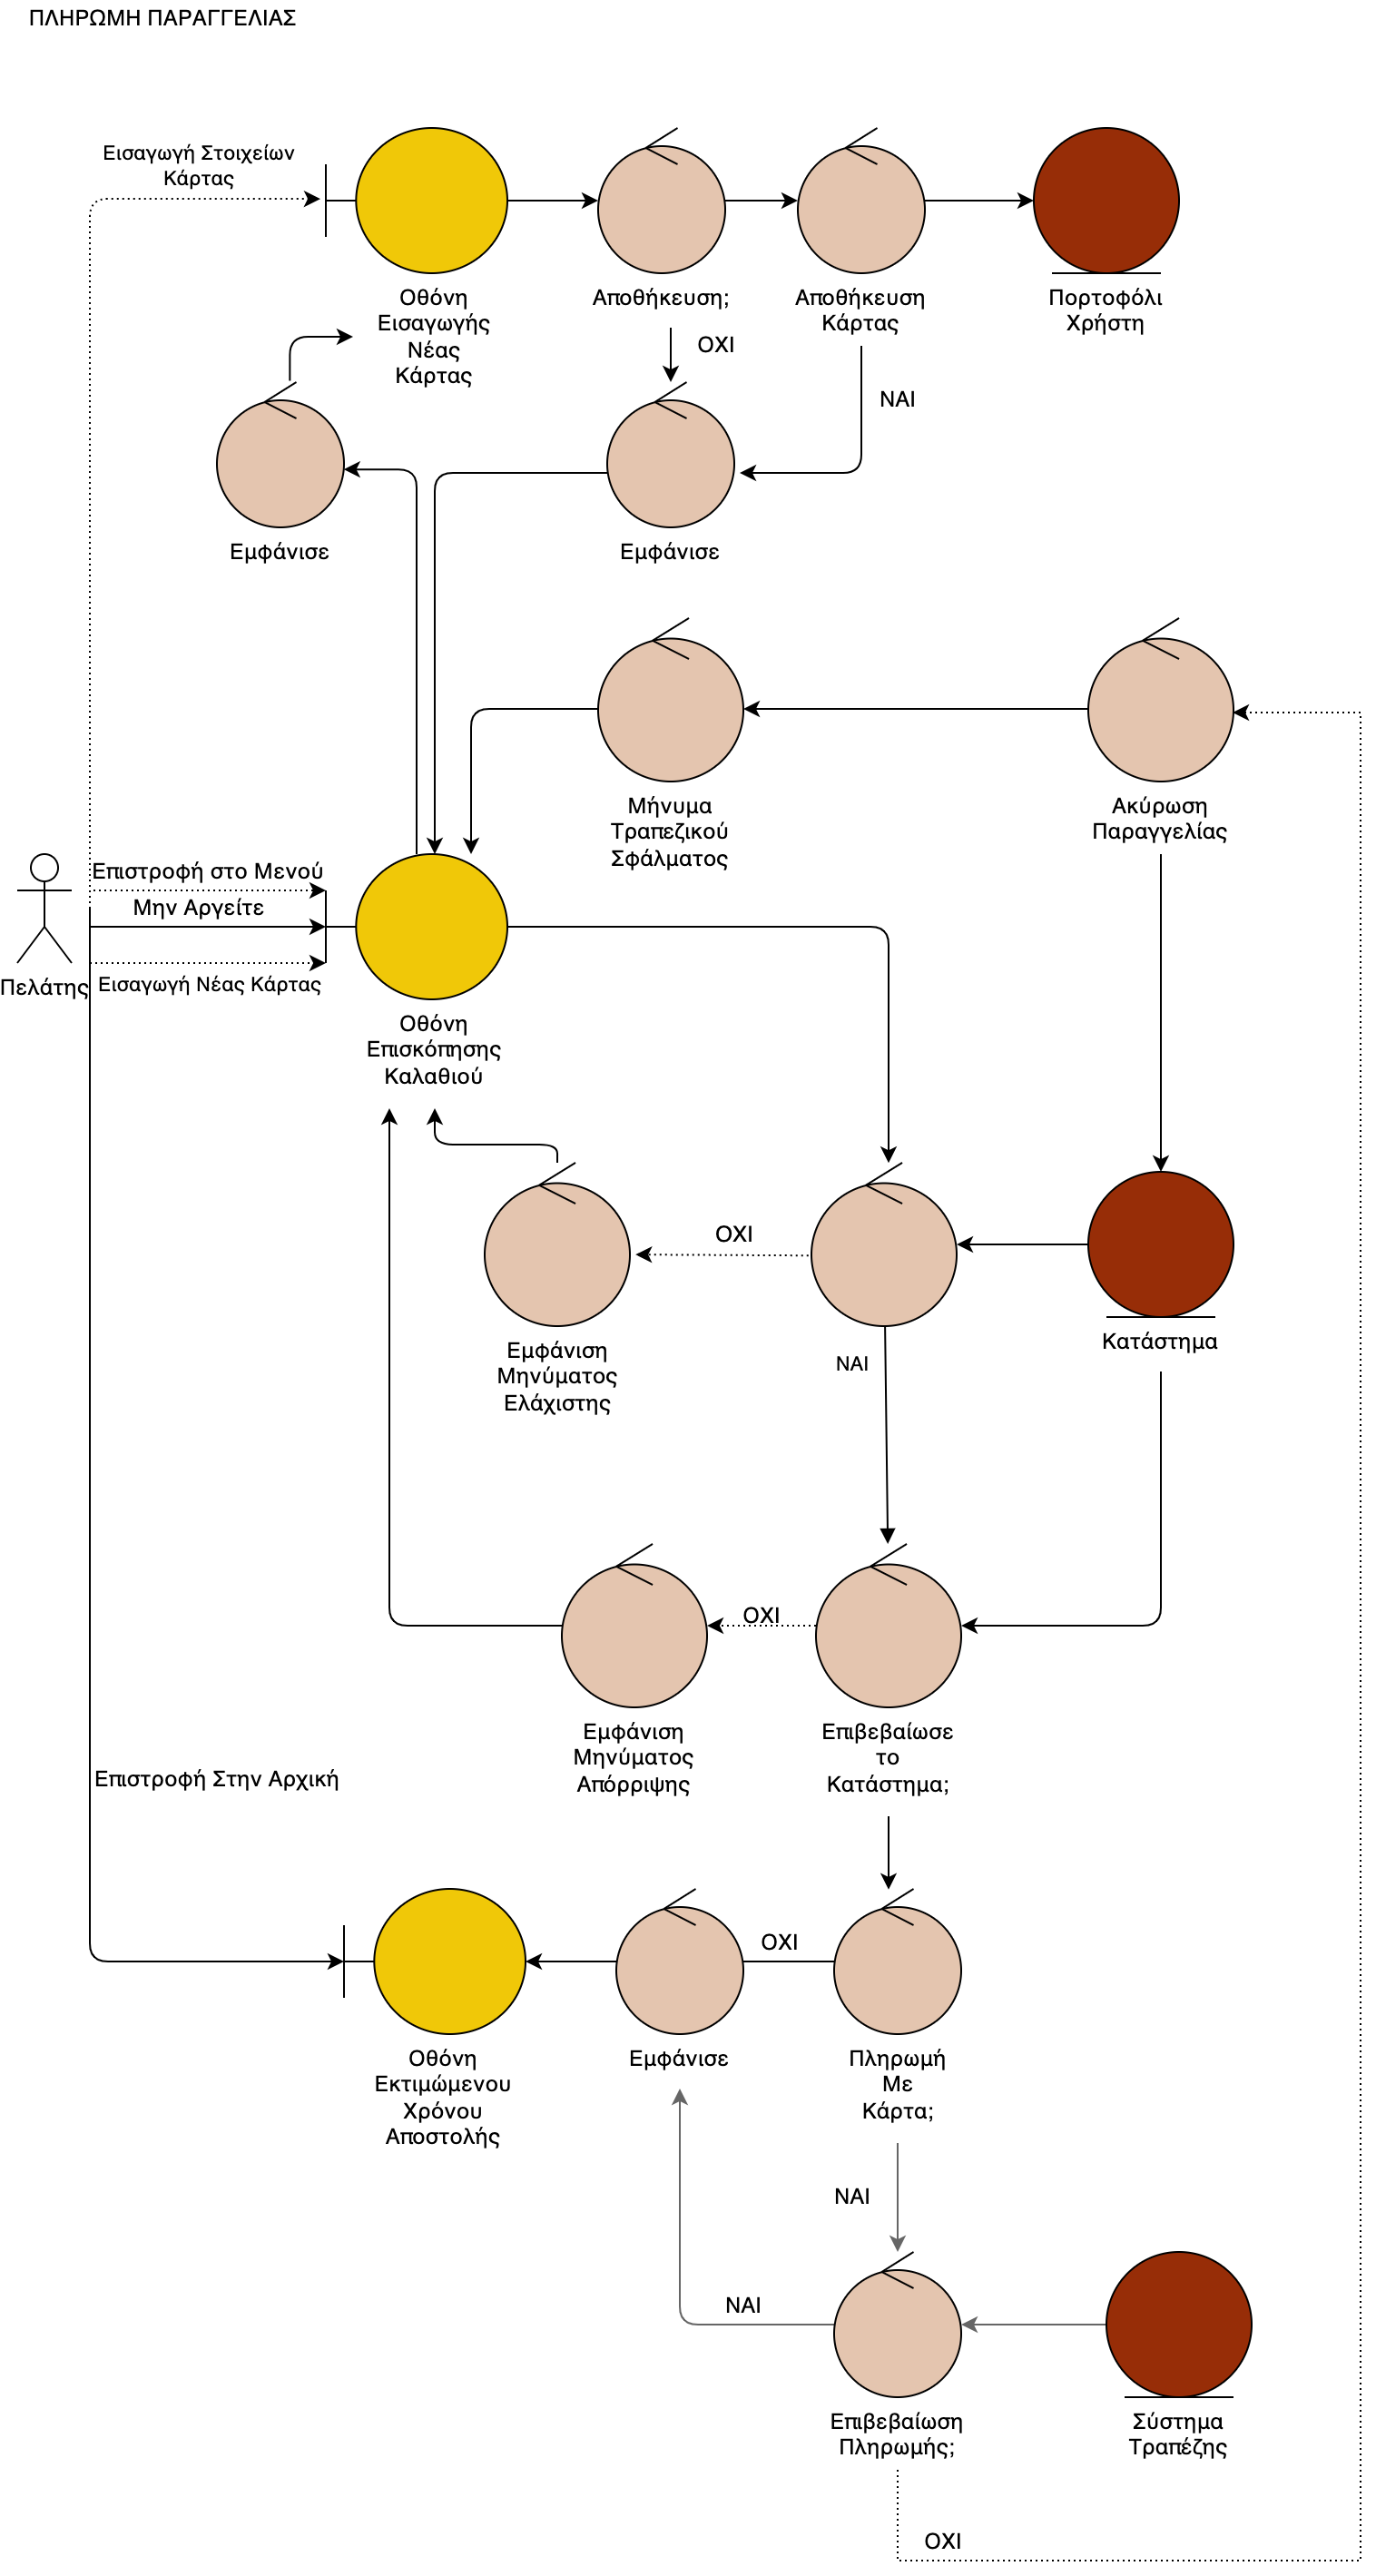 ΠΛΗΡΩΜΗ ΠΑΡΑΓΓΕΛΙΑΣ
Εισαγωγή Στοιχείων
Κάρτας
Οθόνη
Εισαγωγής
Νέας
Κάρτας
Αποθήκευση;
Αποθήκευση
Κάρτας
Πορτοφόλι
Χρήστη
ΟΧΙ
ΝΑΙ
Εμφάνισε
Εμφάνισε
Μήνυμα
Τραπεζικού
Σφάλματος
Ακύρωση
Παραγγελίας
Επιστροφή στο Μενού
Μην Αργείτε
Εισαγωγή Νέας Κάρτας
Πελάτης
Οθόνη
Επισκόπησης
Καλαθιού
ΟΧΙ
ΝΑΙ
Κατάστημα
Εμφάνιση
Μηνύματος
Ελάχιστης
ΟΧΙ
Εμφάνιση
Μηνύματος
Απόρριψης
Επιβεβαίωσε
το
Κατάστημα;
Επιστροφή Στην Αρχική
ΟΧΙ
Οθόνη
Εκτιμώμενου
Χρόνου
Αποστολής
Εμφάνισε
Πληρωμή
Με
Κάρτα;
ΝΑΙ
ΝΑΙ
Επιβεβαίωση
Πληρωμής;
Σύστημα
Τραπέζης
ΟΧΙ